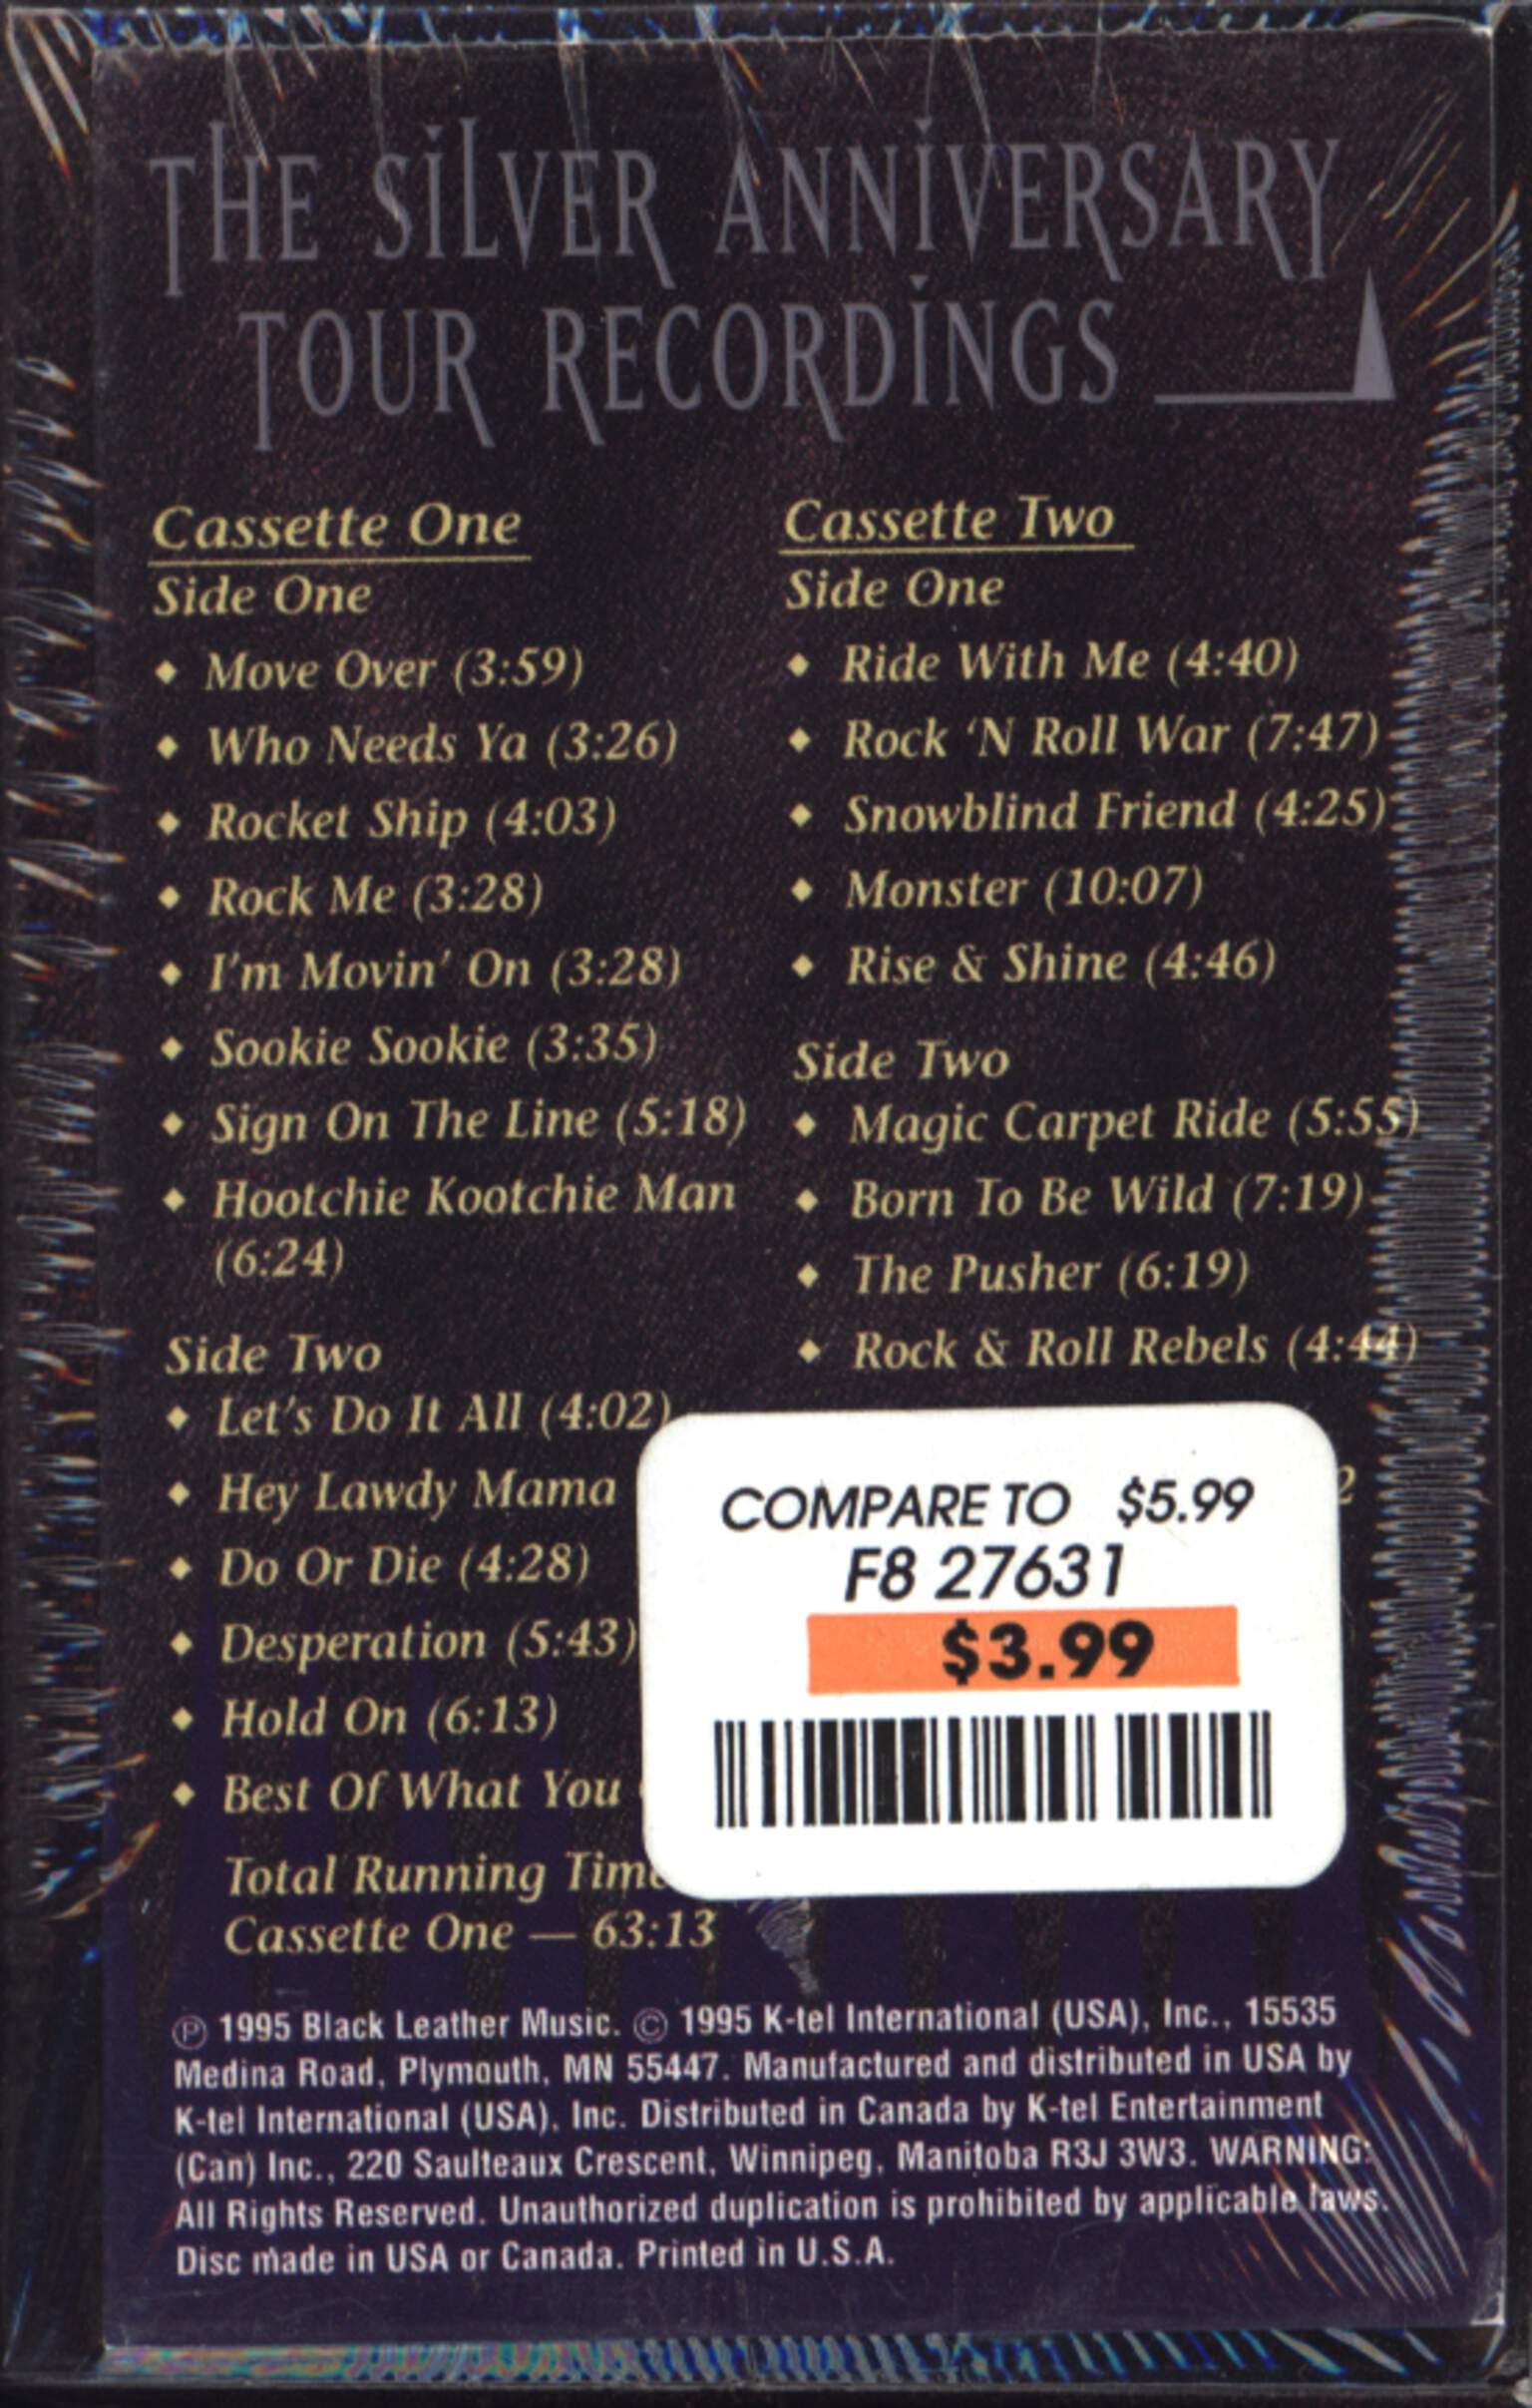 THE SiLVER ANNiVERSARY
TOUR RECORDiNGS
Cassette One
Side One
◆ Move Over (3:59)
◆ Who Needs Ya (3:26)
◆ Rocket Ship (4:03)
◆ Rock Me (3:28)
◆ I'm Movin' On (3:28)
◆ Sookie Sookie (3:35)
◆ Sign On The Line (5:18)
◆ Hootchie Kootchie Man
(6:24)
Side Two
◆ Let's Do It All (4:02)
◆ Hey Lawdy Mama
◆ Do Or Die (4:28)
◆ Desperation (5:43)
◆ Hold On (6:13)
◆ Best Of What You
Total Running
Cassette One — 63:13
Cassette Two
Side One
◆ Ride With Me (4:40)
◆ Rock ‘N Roll War (7:47)
◆ Snowblind Friend (4:25)
◆ Monster (10:07)
◆ Rise & Shine (4:46)
Side Two
◆ Magic Carpet Ride (5:55)
◆ Born To Be Wild (7:19)
◆ The Pusher (6:19)
◆ Rock & Roll Rebels (4:44)
COMPARE TO $5.99
F8 27631
$3.99
℗ 1995 Black Leather Music. © 1995 K-tel International (USA), Inc., 15535
Medina Road, Plymouth, MN 55447. Manufactured and distributed in USA by
K-tel International (USA), Inc. Distributed in Canada by K-tel Entertainment
(Can) Inc., 220 Saulteaux Crescent, Winnipeg, Manitoba R3J 3W3. WARNING:
All Rights Reserved. Unauthorized duplication is prohibited by applicable laws.
Disc made in USA or Canada. Printed in U.S.A.